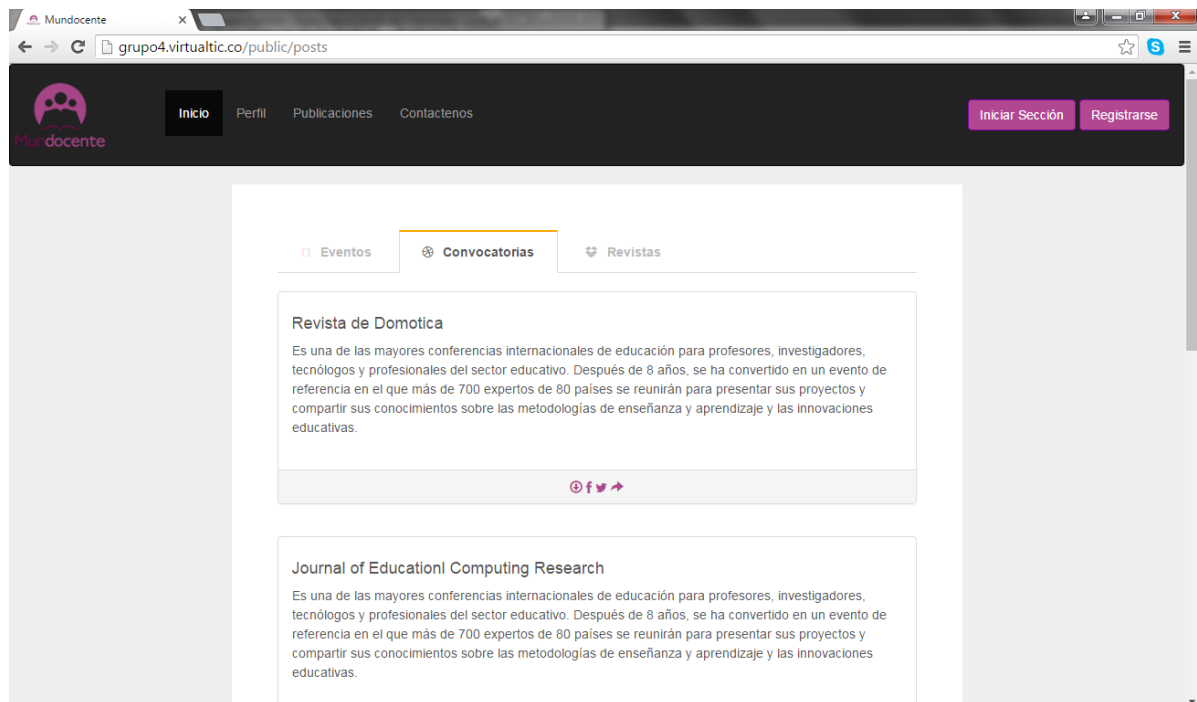 Mundocente
grupo4.virtualtic.co/public/posts
Mundocente
Inicio Perfil Publicaciones Contactenos Iniciar Sección Registrarse
Eventos Convocatorias Revistas
Revista de Domotica
Es una de las mayores conferencias internacionales de educación para profesores, investigadores,
tecnólogos y profesionales del sector educativo. Después de 8 años, se ha convertido en un evento de
referencia en el que más de 700 expertos de 80 países se reunirán para presentar sus proyectos y
compartir sus conocimientos sobre las metodologías de enseñanza y aprendizaje y las innovaciones
educativas.
Journal of Educationl Computing Research
Es una de las mayores conferencias internacionales de educación para profesores, investigadores,
tecnólogos y profesionales del sector educativo. Después de 8 años, se ha convertido en un evento de
referencia en el que más de 700 expertos de 80 países se reunirán para presentar sus proyectos y
compartir sus conocimientos sobre las metodologías de enseñanza y aprendizaje y las innovaciones
educativas.